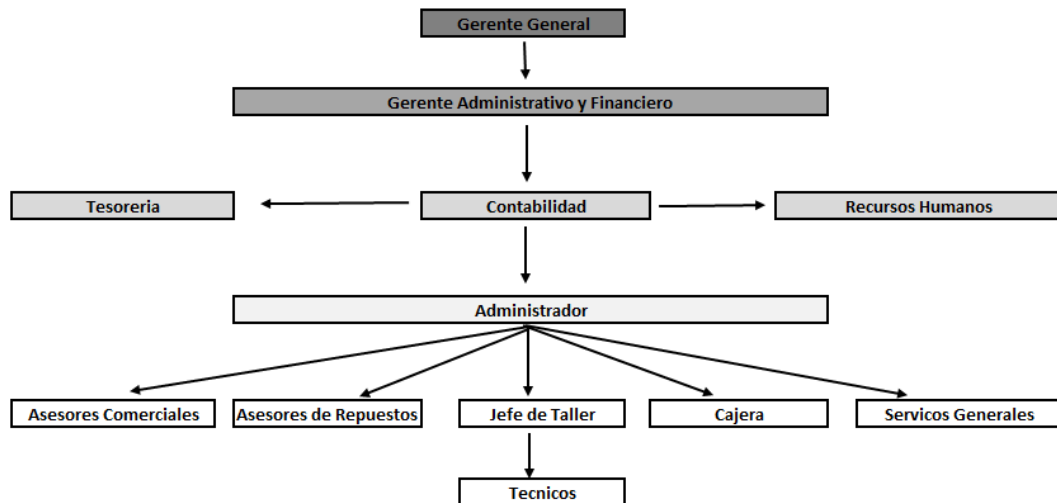 Gerente General
Gerente Administrativo y Financiero
Tesoreria
Contabilidad
Recursos Humanos
Administrador
Asesores Comerciales
Asesores de Repuestos
Jefe de Taller
Cajera
Servicos Generales
Tecnicos